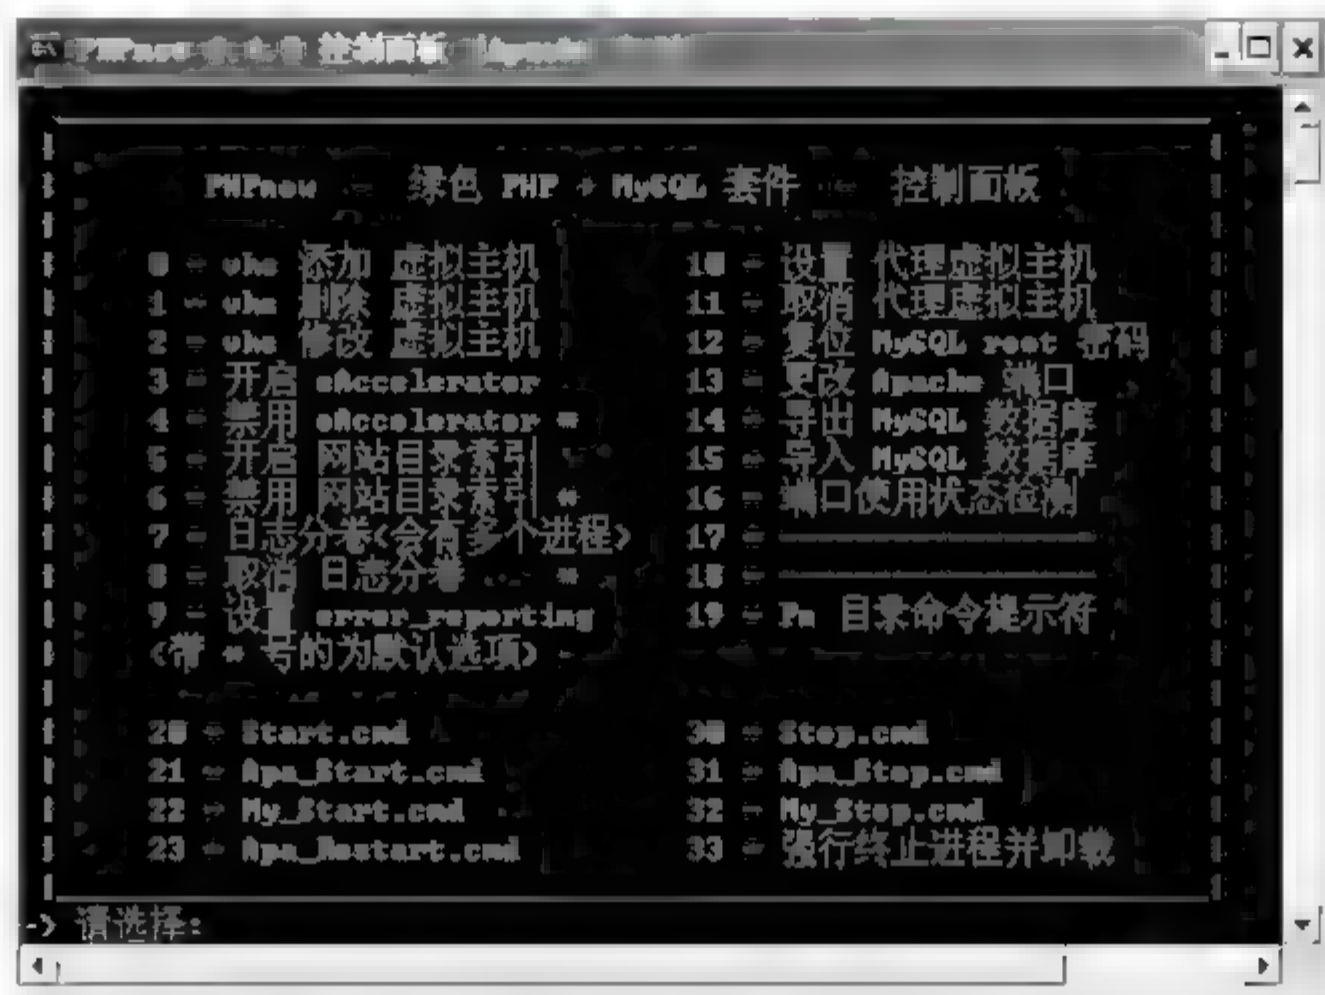 控制面板
PHPnow 绿色 PHP + MySQL 套件 控制面板
0 - vhs 添加 虚拟主机 10 - 设置 代理虚拟主机
1 - vhs 删除 虚拟主机 11 - 取消 代理虚拟主机
2 - vhs 修改 虚拟主机 12 - 复位 MySQL root 密码
3 - 开启 eAccelerator 13 - 更改 Apache 端口
4 - 禁用 eAccelerator * 14 - 导出 MySQL 数据库
5 - 开启 网站目录索引 15 - 导入 MySQL 数据库
6 - 禁用 网站目录索引 * 16 - 端口使用状态检测
7 - 日志分卷<会有多个进程> 17 - ------------------
8 - 取消 日志分卷 * 18 - ------------------
9 - 设置 error_reporting 19 - Pn 目录命令提示符
<带 * 号的为默认选项>
20 - Start.cmd 30 - Stop.cmd
21 - Apa_Start.cmd 31 - Apa_Stop.cmd
22 - My_Start.cmd 32 - My_Stop.cmd
23 - Apa_Restart.cmd 33 - 强行终止进程并卸载
-> 请选择: